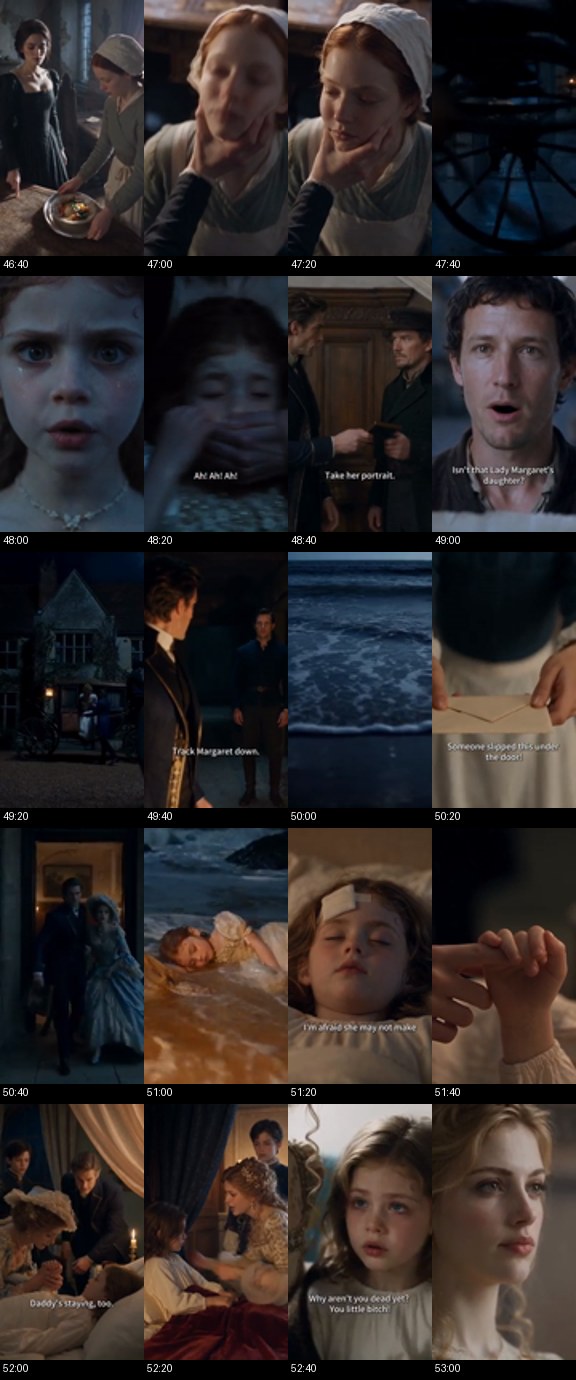 46:40
47:00
47:20
47:40
Ah! Ah! Ah!
Take her portrait.
Isn't that Lady Margaret's
daughter?
48:00
48:20
48:40
49:00
Track Margaret down.
Someone slipped this under
the door!
49:20
49:40
50:00
50:20
I'm afraid she may not make
50:40
51:00
51:20
51:40
Daddy's staying, too.
Why aren't you dead yet?
You little bitch!
52:00
52:20
52:40
53:00